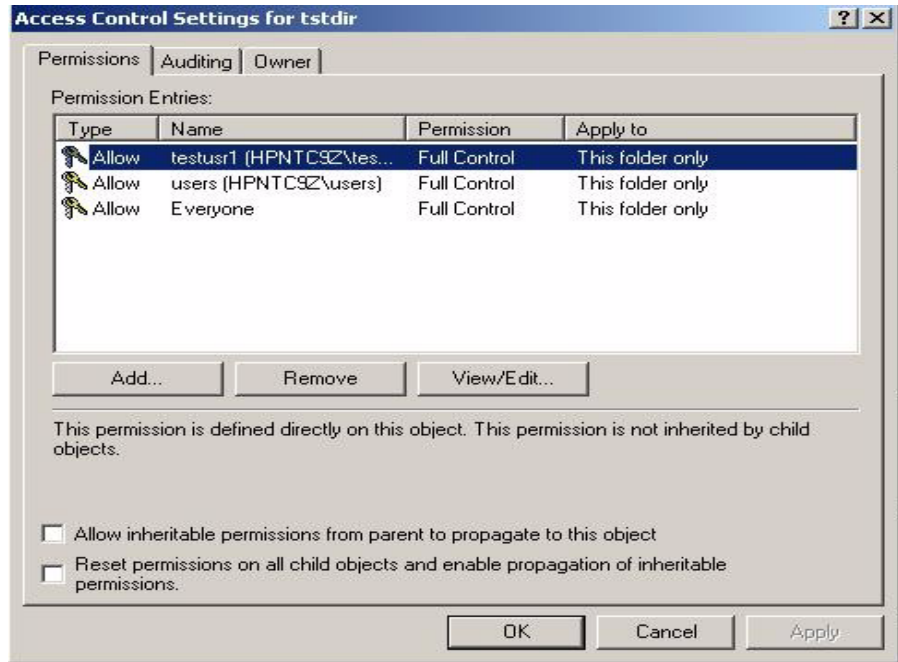 Access Control Settings for tstdir
Permissions Auditing Owner
Permission Entries:
Type Name Permission Apply to
Allow testusr1 (HPNTC9Z\tes... Full Control This folder only
Allow users (HPNTC9Z\users) Full Control This folder only
Allow Everyone Full Control This folder only
Add... Remove View/Edit...
This permission is defined directly on this object. This permission is not inherited by child
objects.
Allow inheritable permissions from parent to propagate to this object
Reset permissions on all child objects and enable propagation of inheritable
permissions.
OK Cancel Apply